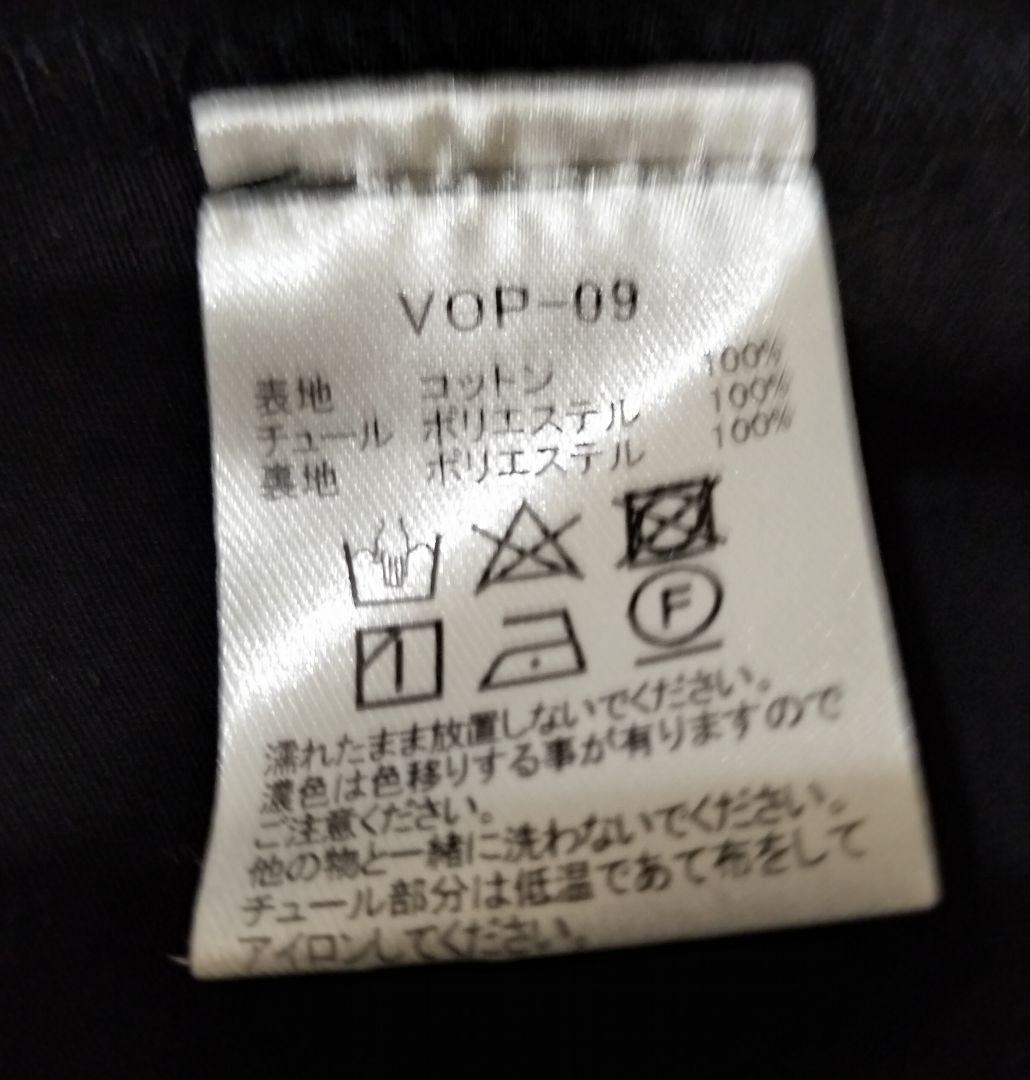 VOP-09
表地 コットン 100%
チュール ポリエステル 100%
裏地 ポリエステル 100%
F
濡れたまま放置しないでください。
濃色は色移りする事が有りますので
ご注意ください。
他の物と一緒に洗わないでください。
チュール部分は低温であて布をして
アイロンしてください。